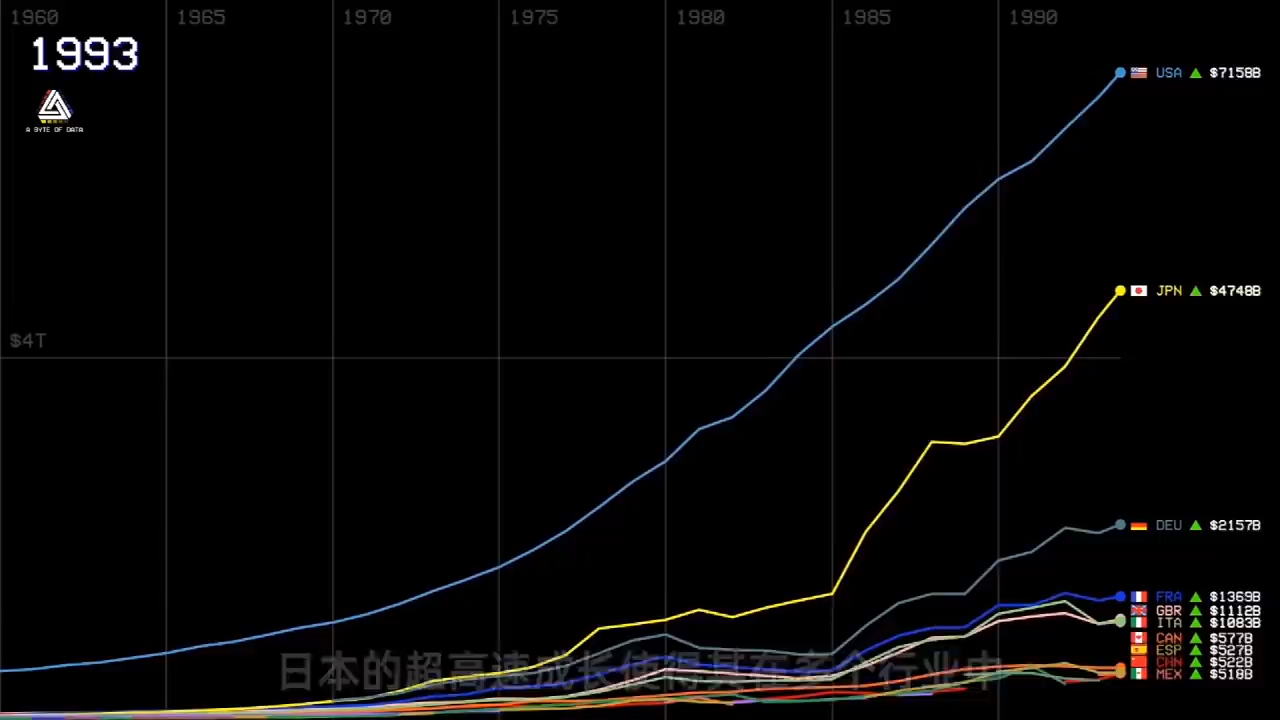 1960 1965 1970 1975 1980 1985 1990
1993
A BYTE OF DATA
USA $7158B
JPN $4748B
$4T
DEU $2157B
FRA $1369B
GBR $1112B
ITA $1083B
CAN $577B
ESP $527B
CHN $522B
MEX $518B
日本的超高速成长使得其在多个行业中